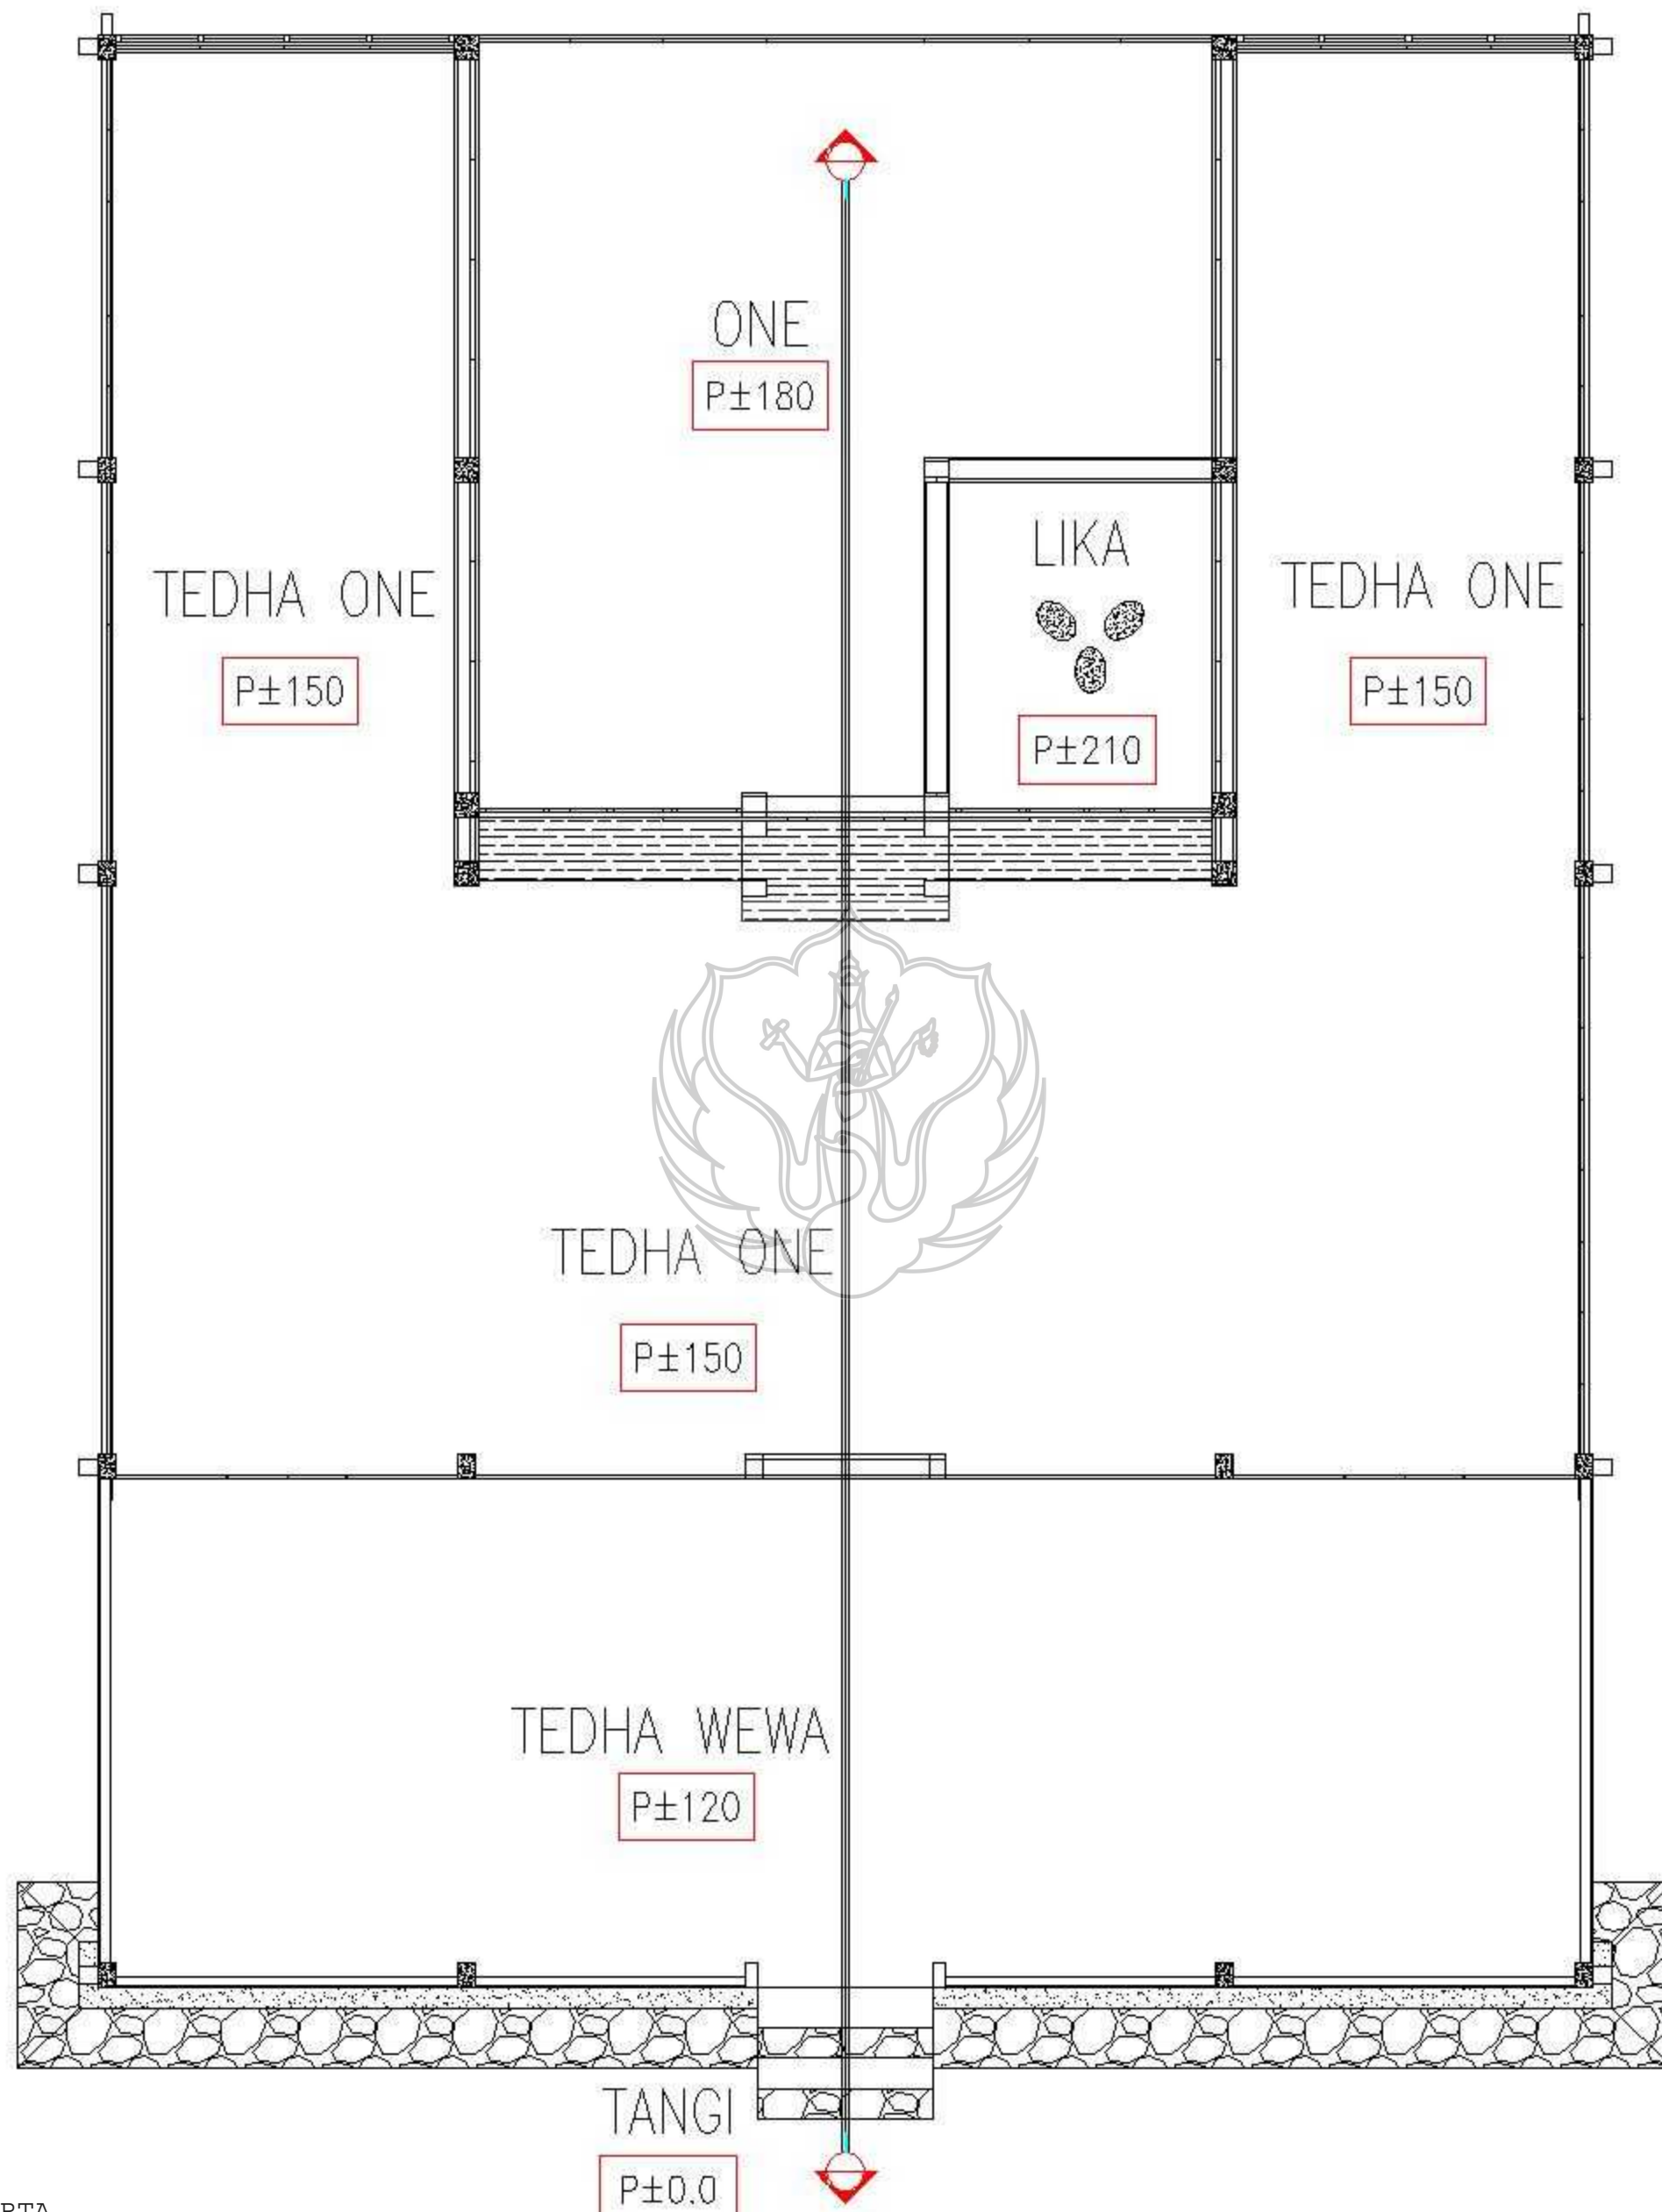 ONE
P±180
LIKA
TEDHA ONE
TEDHA ONE
P±150
P±150
P±210
TEDHA ONE
P±150
TEDHA WEWA
P±120
TANGI
P±0.0